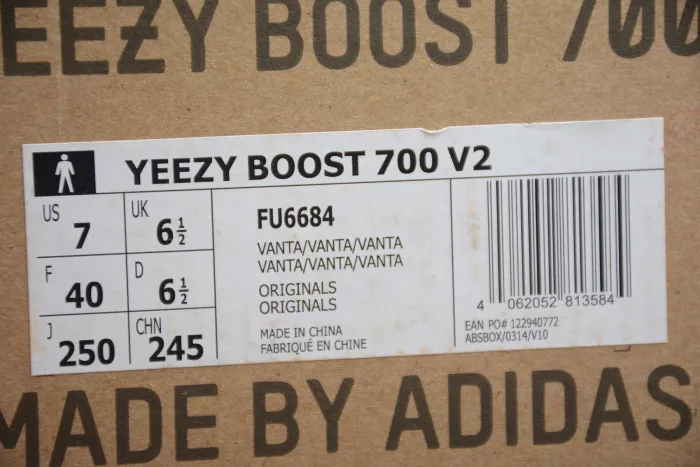 YEEZY BOOST 700
YEEZY BOOST 700 V2
US 7 UK 6½
F 40 D 6½
J 250 CHN 245
FU6684
VANTA/VANTA/VANTA
VANTA/VANTA/VANTA
ORIGINALS
ORIGINALS
MADE IN CHINA
FABRIQUÉ EN CHINE
4 062052 813584
EAN PO# 122940772
ABSBOX/0314/V10
MADE BY ADIDAS